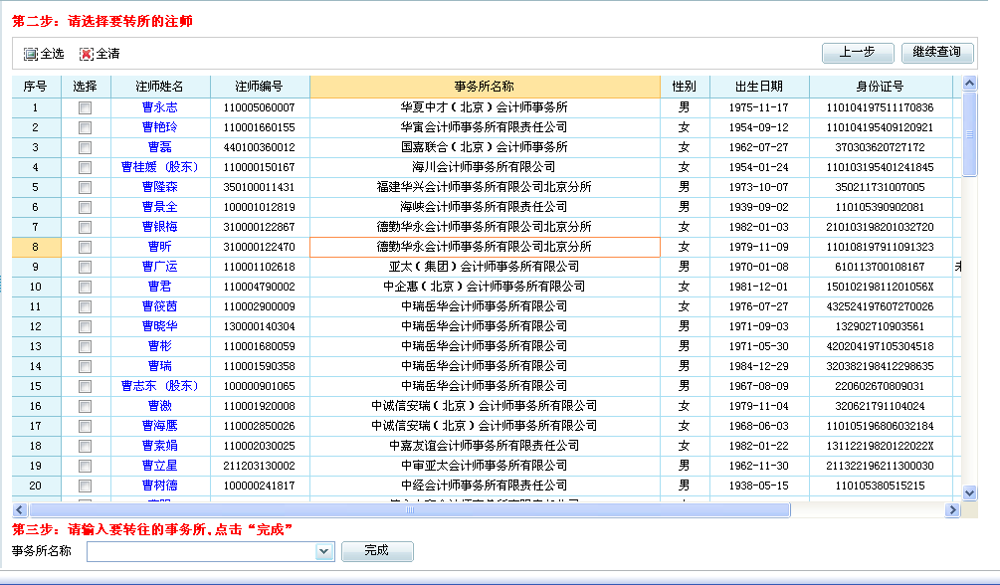 第二步：请选择要转所的注师
全选 全清 上一步 继续查询
序号 选择 注师姓名 注师编号 事务所名称 性别 出生日期 身份证号
1 曹永志 110005060007 华夏中才(北京)会计师事务所 男 1975-11-17 110104197511170836
2 曹艳玲 110001660155 华寅会计师事务所有限责任公司 女 1954-09-12 110104195409120921
3 曹磊 440100360012 国嘉联合(北京)会计师事务所 女 1962-07-27 370303620727172
4 曹桂媛 (股东) 110000150167 海川会计师事务所有限公司 女 1954-01-24 110103195401241845
5 曹隆森 350100011431 福建华兴会计师事务所有限公司北京分所 男 1973-10-07 350211731007005
6 曹景全 100001012819 海峡会计师事务所有限责任公司 男 1939-09-02 110105390902081
7 曹银梅 310000122867 德勤华永会计师事务所有限公司北京分所 女 1982-01-03 210103198201032720
8 曹昕 310000122470 德勤华永会计师事务所有限公司北京分所 女 1979-11-09 110108197911091323
9 曹广运 110001102618 亚太(集团)会计师事务所有限公司 男 1970-01-08 610113700108167
10 曹君 110004790002 中企惠(北京)会计师事务所有限公司 女 1981-12-01 15010219811201056X
11 曹筱茵 110002900009 中瑞岳华会计师事务所有限公司 女 1976-07-27 432524197607270026
12 曹晓华 130000140304 中瑞岳华会计师事务所有限公司 男 1971-09-03 132902710903561
13 曹彬 110001680059 中瑞岳华会计师事务所有限公司 男 1971-05-30 420204197105304518
14 曹瑞 110001590358 中瑞岳华会计师事务所有限公司 男 1984-12-29 320382198412298635
15 曹志东 (股东) 100000901065 中瑞岳华会计师事务所有限公司 男 1967-08-09 220602670809031
16 曹澈 110001920008 中诚信安瑞(北京)会计师事务所有限公司 女 1979-11-04 320621791104024
17 曹海鹰 110002850026 中诚信安瑞(北京)会计师事务所有限公司 女 1968-06-03 110105196806032184
18 曹素娟 110002030025 中嘉友谊会计师事务所有限责任公司 女 1982-01-22 13112219820122022X
19 曹立星 211203130002 中审亚太会计师事务所有限公司 男 1962-11-30 211322196211300030
20 曹树德 100000241817 中经会计师事务所有限责任公司 男 1938-05-15 110105380515215
第三步：请输入要转往的事务所,点击“完成”
事务所名称 完成